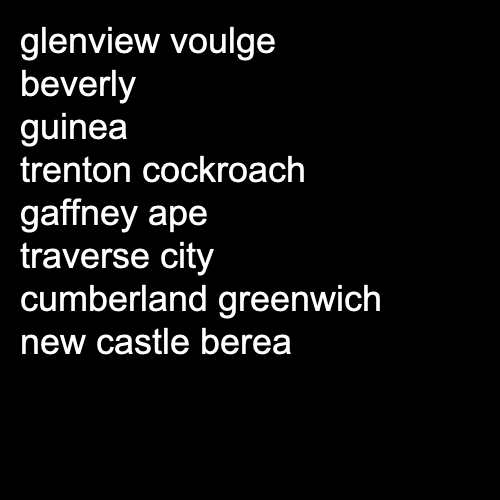 glenview voulge
beverly
guinea
trenton cockroach
gaffney ape
traverse city
cumberland greenwich
new castle berea